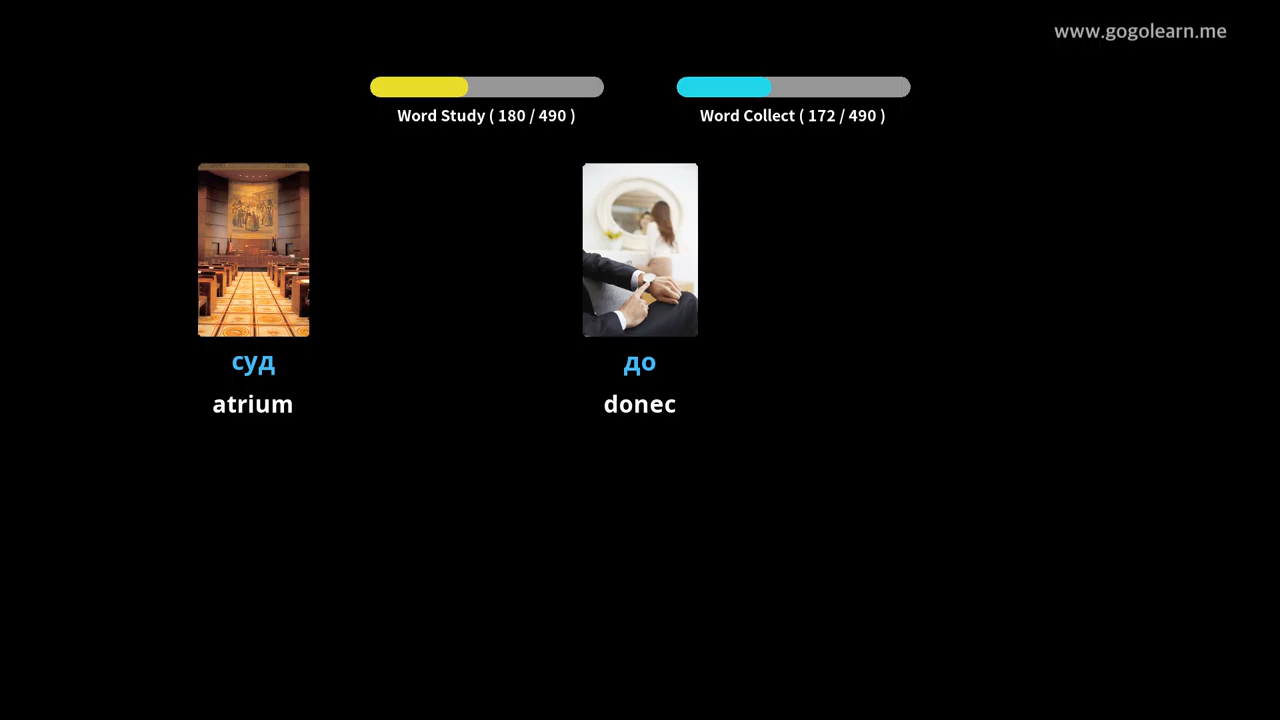 www.gogolearn.me
Word Study ( 180 / 490 )
Word Collect ( 172 / 490 )
суд
до
atrium
donec